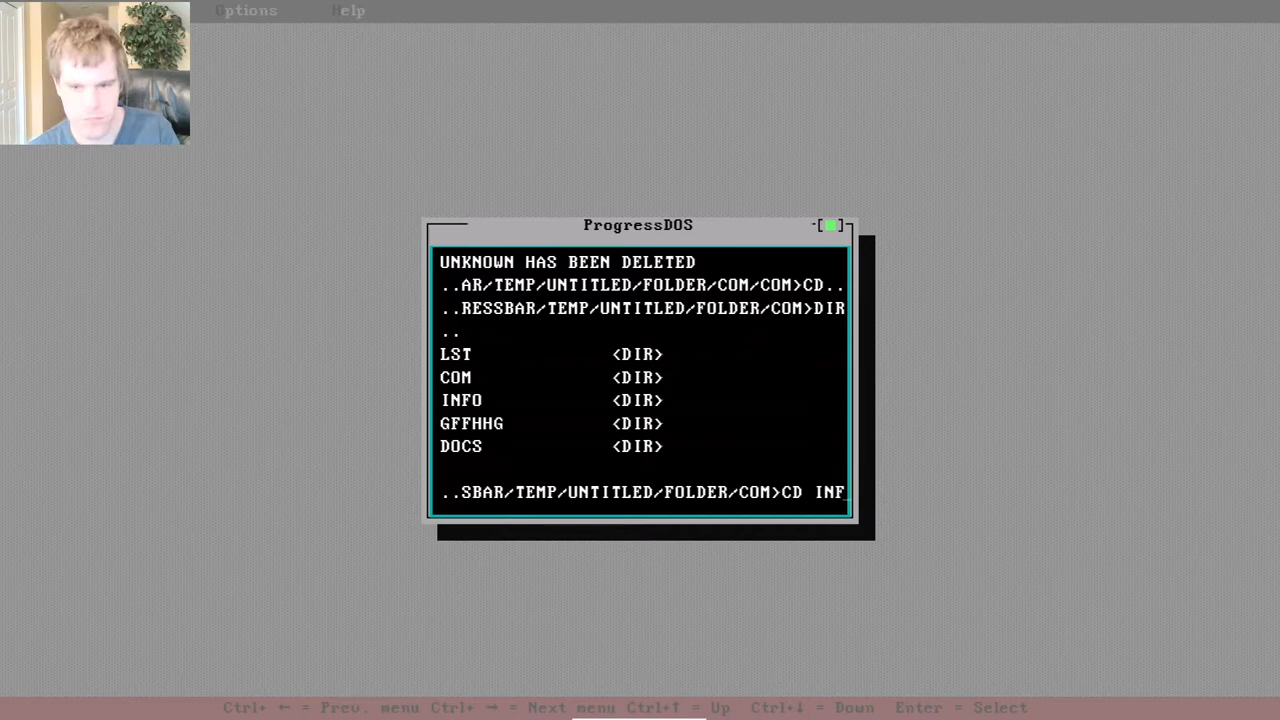 Options Help
ProgressDOS
[■]
UNKNOWN HAS BEEN DELETED
..AR/TEMP/UNTITLED/FOLDER/COM/COM>CD..
..RESSBAR/TEMP/UNTITLED/FOLDER/COM>DIR
..
LST <DIR>
COM <DIR>
INFO <DIR>
GFFHHG <DIR>
DOCS <DIR>
..SBAR/TEMP/UNTITLED/FOLDER/COM>CD INF_
Ctrl+ ← = Prev. menu Ctrl+ → = Next menu Ctrl+↑ = Up Ctrl+↓ = Down Enter = Select